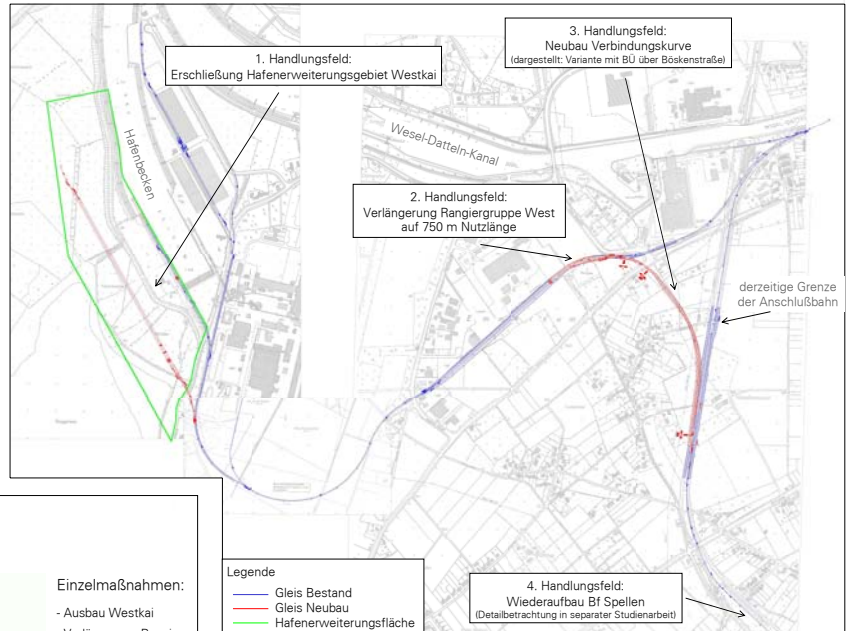 1. Handlungsfeld:
Erschließung Hafenerweiterungsgebiet Westkai
3. Handlungsfeld:
Neubau Verbindungskurve
(dargestellt: Variante mit BÜ über Böskenstraße)
Hafenbecken
Wesel-Datteln-Kanal
2. Handlungsfeld:
Verlängerung Rangiergruppe West
auf 750 m Nutzlänge
derzeitige Grenze
der Anschlußbahn
4. Handlungsfeld:
Wiederaufbau Bf Spellen
(Detailbetrachtung in separater Studienarbeit)
Legende
Gleis Bestand
Gleis Neubau
Hafenerweiterungsfläche
Einzelmaßnahmen:
- Ausbau Westkai